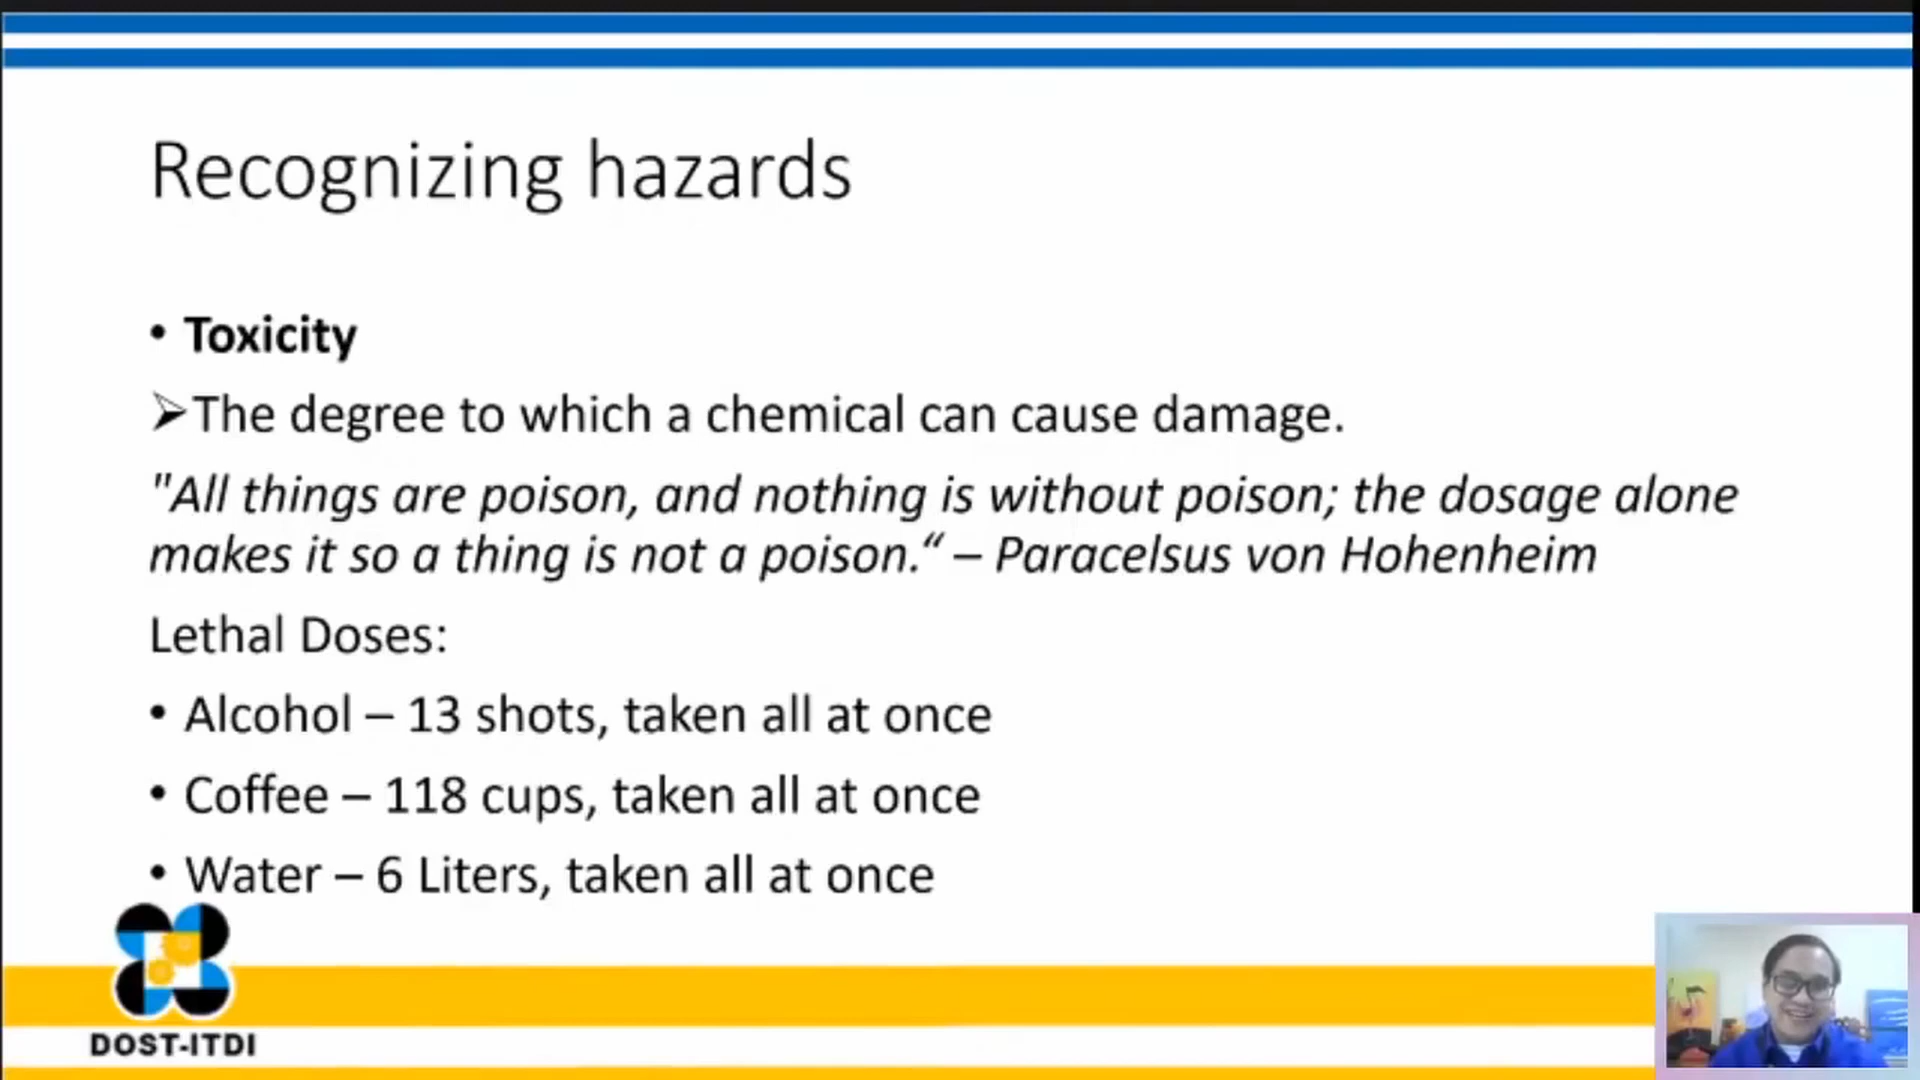 Recognizing hazards
• Toxicity
➢The degree to which a chemical can cause damage.
"All things are poison, and nothing is without poison; the dosage alone
makes it so a thing is not a poison.“ – Paracelsus von Hohenheim
Lethal Doses:
• Alcohol – 13 shots, taken all at once
• Coffee – 118 cups, taken all at once
• Water – 6 Liters, taken all at once
DOST-ITDI